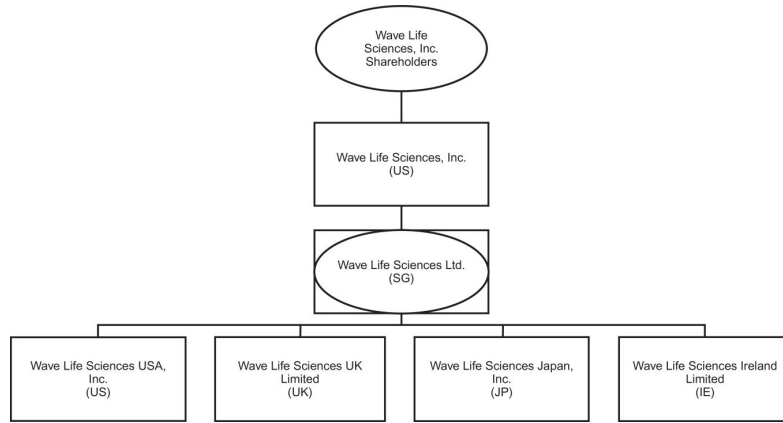 Wave Life
Sciences, Inc.
Shareholders
Wave Life Sciences, Inc.
(US)
Wave Life Sciences Ltd.
(SG)
Wave Life Sciences USA,
Inc.
(US)
Wave Life Sciences UK
Limited
(UK)
Wave Life Sciences Japan,
Inc.
(JP)
Wave Life Sciences Ireland
Limited
(IE)